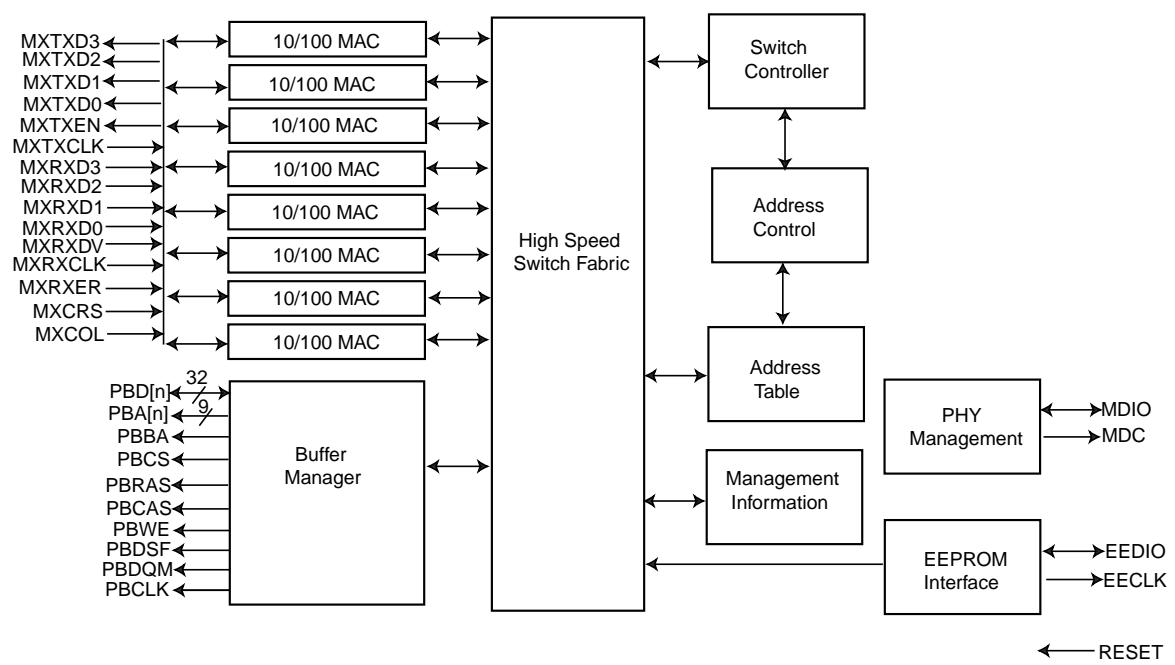 MXTXD3
MXTXD2
MXTXD1
MXTXD0
MXTXEN
MXTXCLK
MXRXD3
MXRXD2
MXRXD1
MXRXD0
MXRXDV
MXRXCLK
MXRXER
MXCRS
MXCOL
10/100 MAC
10/100 MAC
10/100 MAC
10/100 MAC
10/100 MAC
10/100 MAC
10/100 MAC
10/100 MAC
PBD[n]
32
PBA[n]
9
PBBA
PBCS
PBRAS
PBCAS
PBWE
PBDSF
PBDQM
PBCLK
Buffer
Manager
High Speed
Switch Fabric
Switch
Controller
Address
Control
Address
Table
Management
Information
PHY
Management
MDIO
MDC
EEPROM
Interface
EEDIO
EECLK
RESET